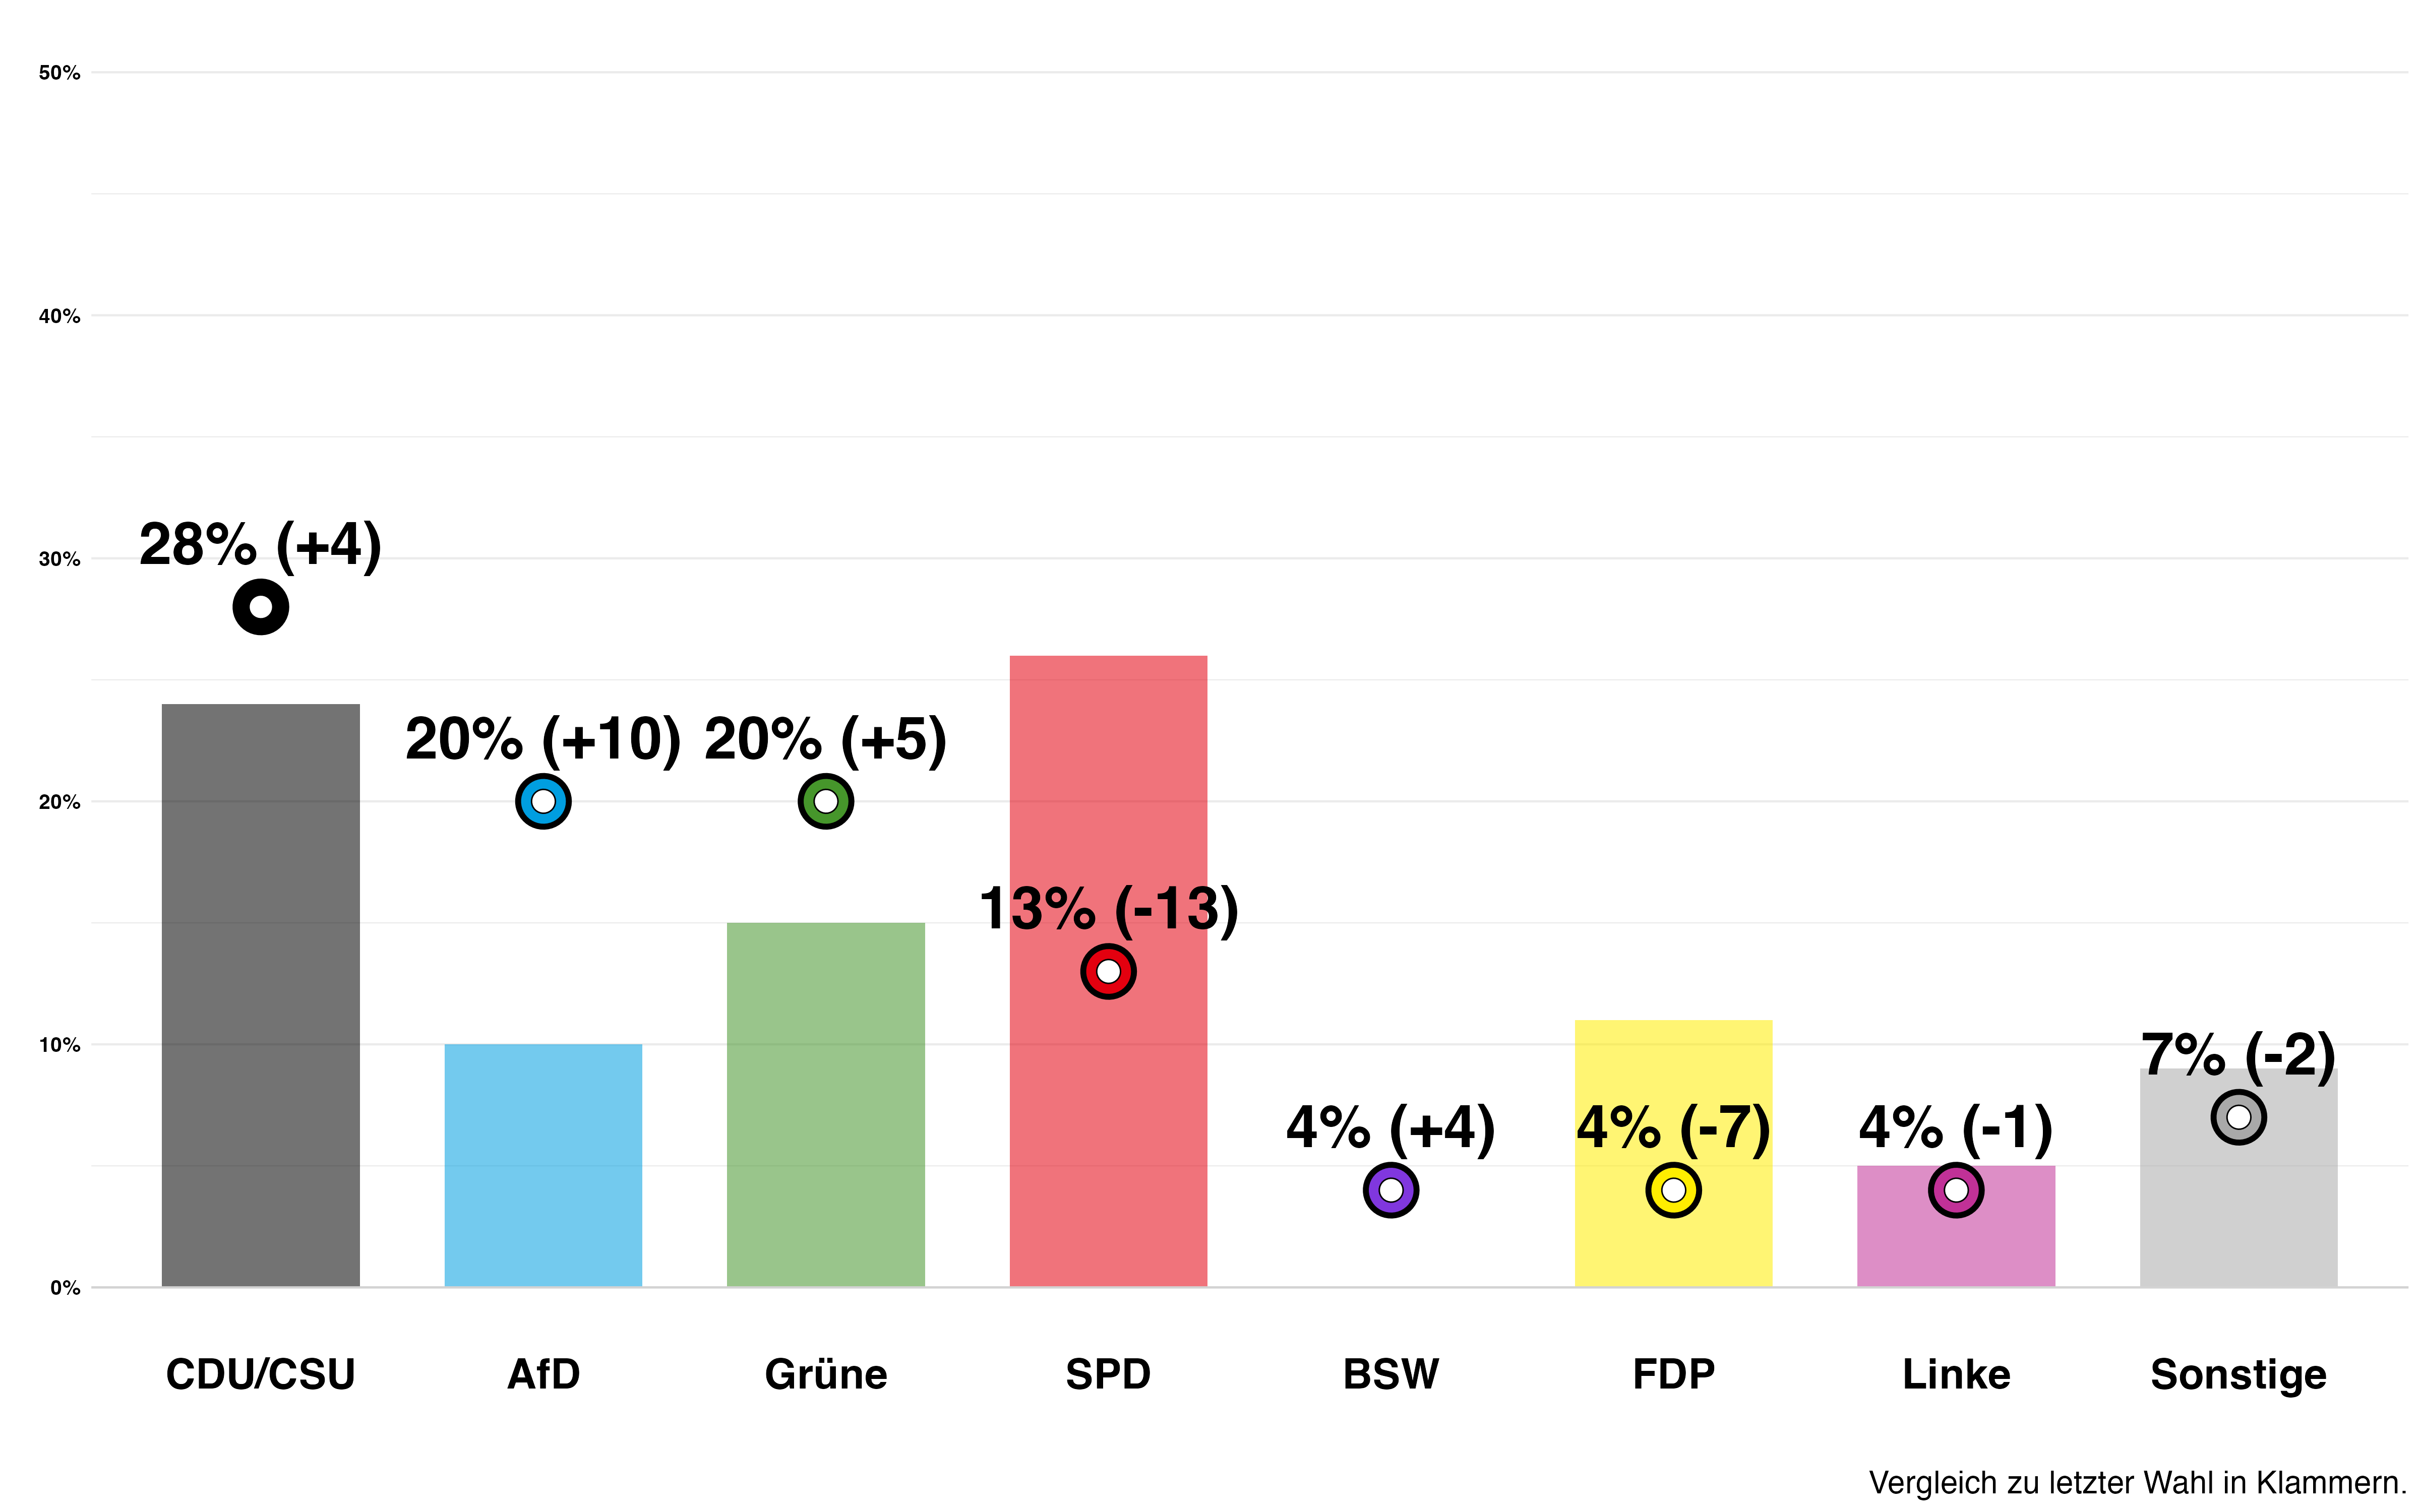 50%
40%
30%
20%
10%
0%
28% (+4)
20% (+10)
20% (+5)
13% (-13)
4% (+4)
4% (-7)
4% (-1)
7% (-2)
CDU/CSU
AfD
Grüne
SPD
BSW
FDP
Linke
Sonstige
Vergleich zu letzter Wahl in Klammern.